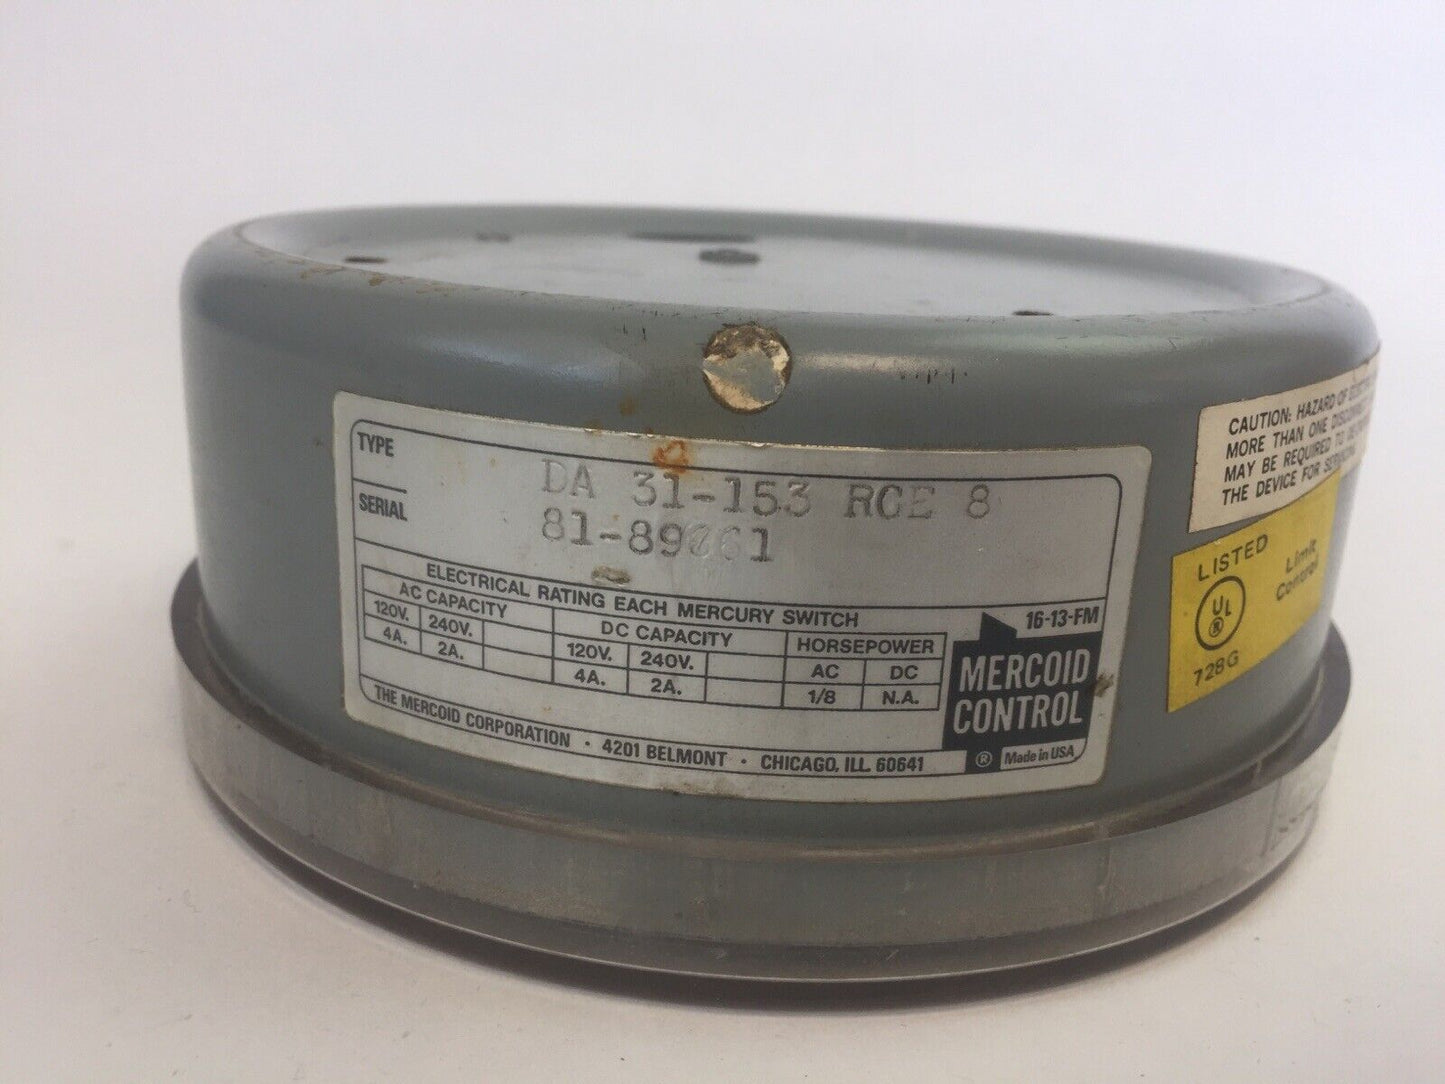 TYPE DA 31-153 RCE 8
SERIAL 81-89061
ELECTRICAL RATING EACH MERCURY SWITCH
16-13-FM
AC CAPACITY DC CAPACITY HORSEPOWER
120V. 240V. 120V. 240V. AC DC
4A. 2A. 4A. 2A. 1/8 N.A.
MERCOID
CONTROL
® Made in USA
THE MERCOID CORPORATION · 4201 BELMONT · CHICAGO, ILL. 60641
CAUTION: HAZARD OF
MORE THAN ONE
MAY BE REQUIRED TO
THE DEVICE FOR
LISTED
UL
®
728G
Limit
Control